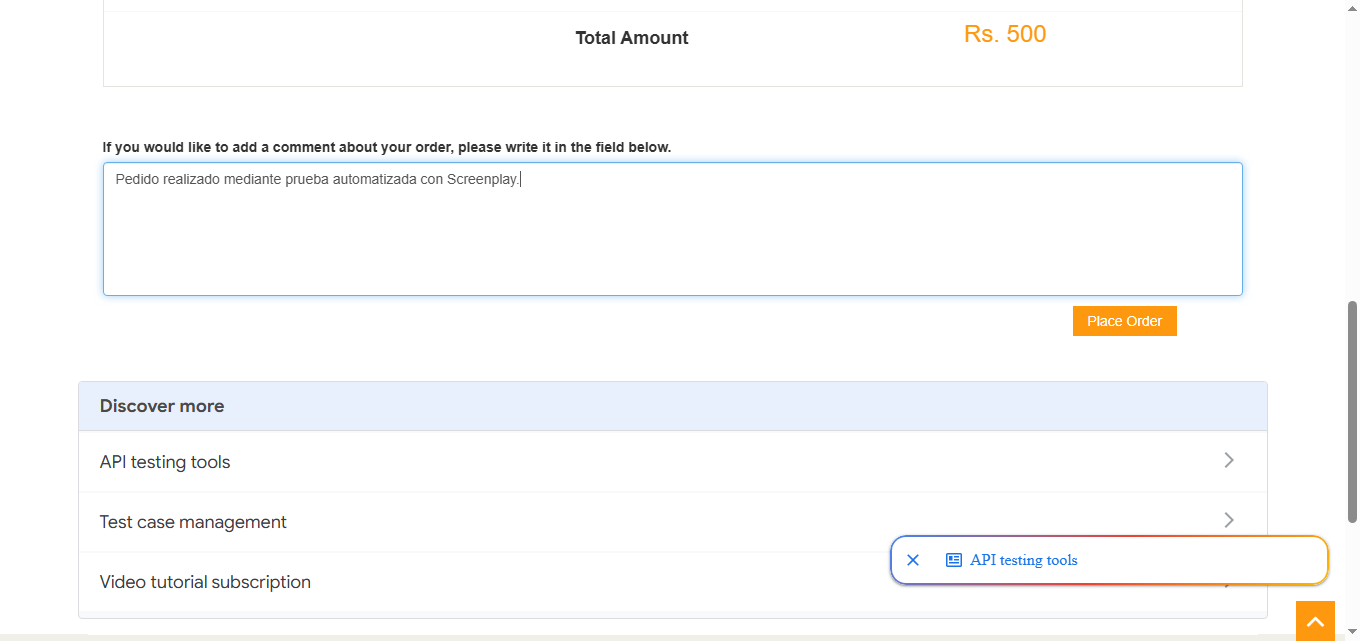 Total Amount Rs. 500
If you would like to add a comment about your order, please write it in the field below.
Pedido realizado mediante prueba automatizada con Screenplay.
Place Order
Discover more
API testing tools
Test case management
API testing tools
Video tutorial subscription